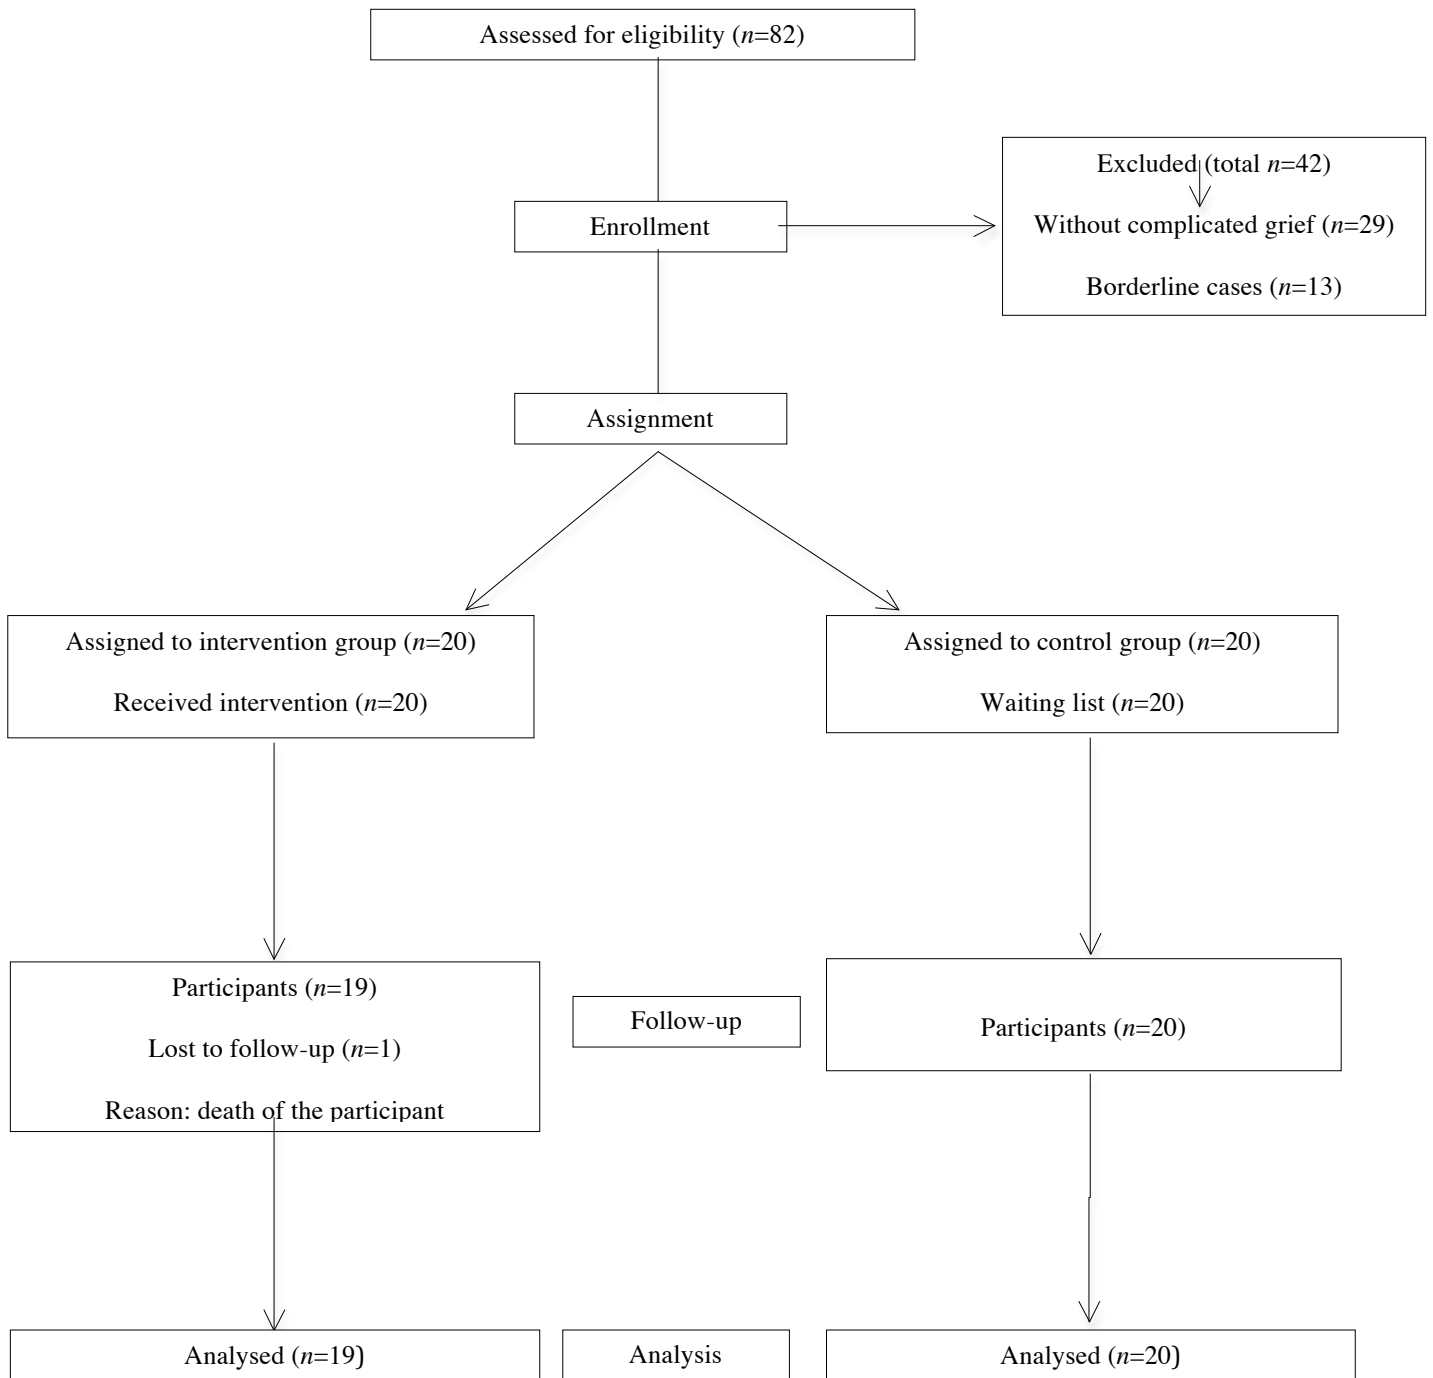 Assessed for eligibility (n=82)
Excluded (total n=42)
Without complicated grief (n=29)
Borderline cases (n=13)
Enrollment
Assignment
Assigned to intervention group (n=20)
Received intervention (n=20)
Assigned to control group (n=20)
Waiting list (n=20)
Participants (n=19)
Lost to follow-up (n=1)
Reason: death of the participant
Follow-up
Participants (n=20)
Analysed (n=19)
Analysis
Analysed (n=20)